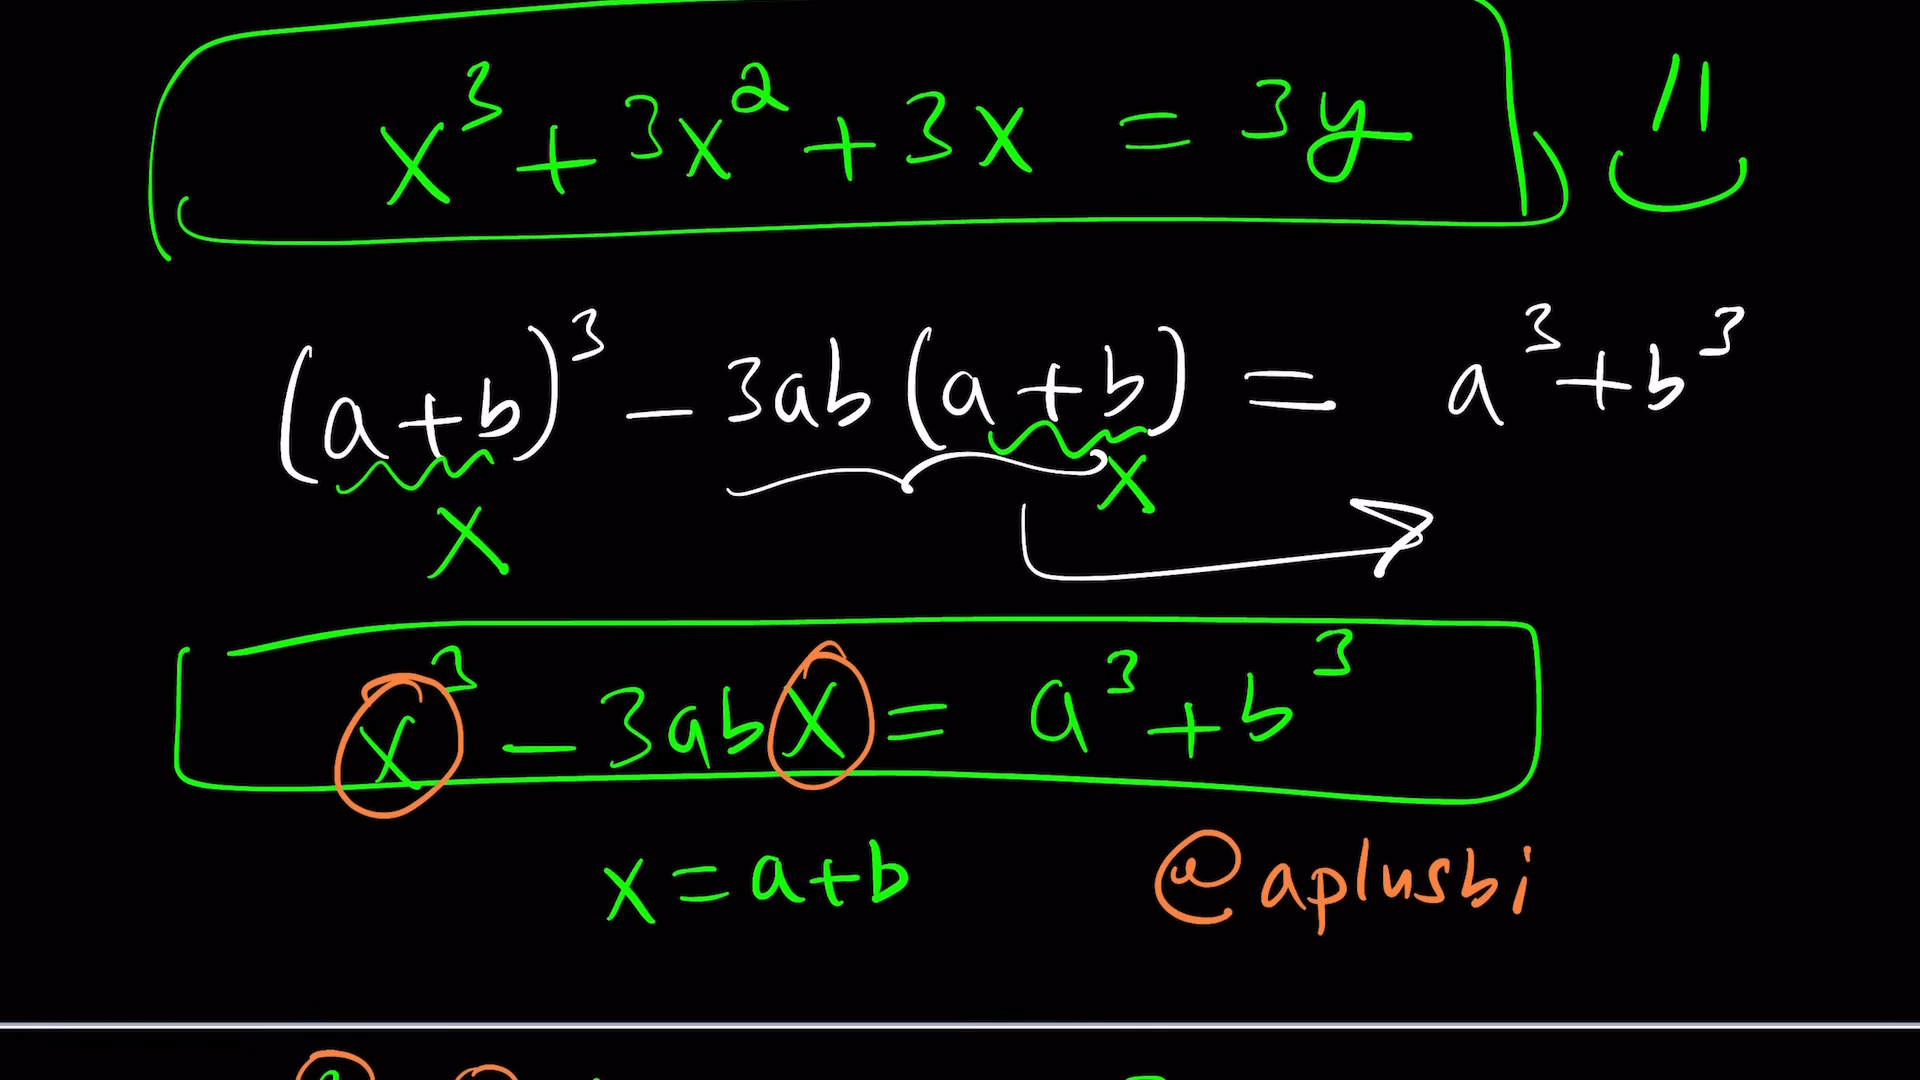 x³ + 3x² + 3x = 3y
(a+b)³ − 3ab(a+b) = a³+b³
x
x
x³ − 3abx = a³+b³
x = a+b
@aplusbi